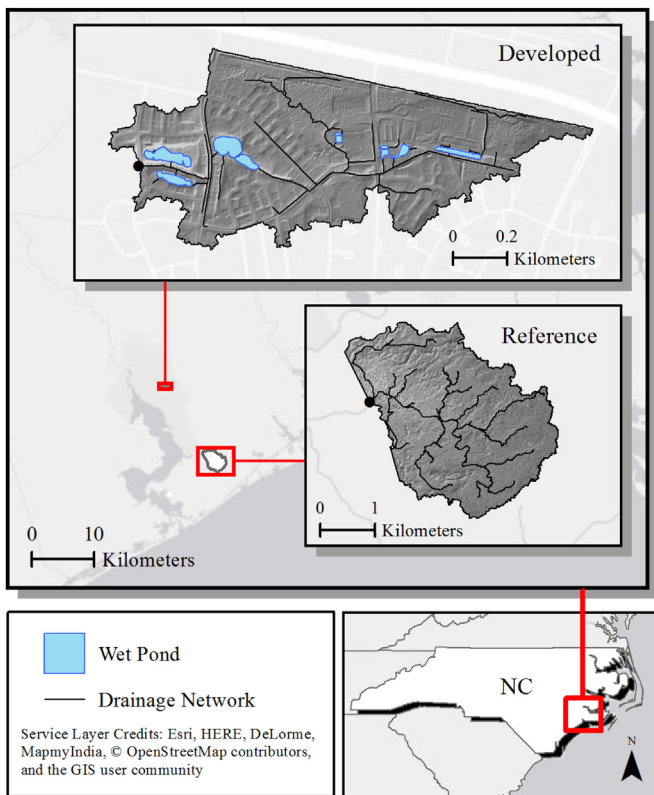 Developed
0 0.2
Kilometers
Reference
0 1
Kilometers
0 10
Kilometers
Wet Pond
Drainage Network
Service Layer Credits: Esri, HERE, DeLorme,
MapmyIndia, © OpenStreetMap contributors,
and the GIS user community
NC
N